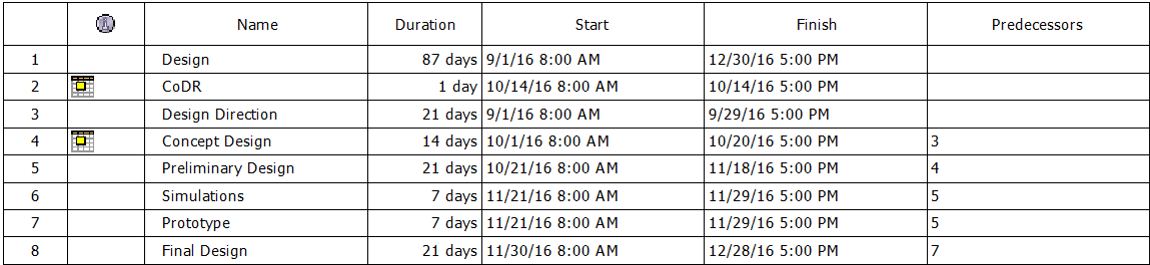 Name Duration Start Finish Predecessors
1 Design 87 days 9/1/16 8:00 AM 12/30/16 5:00 PM
2 CoDR 1 day 10/14/16 8:00 AM 10/14/16 5:00 PM
3 Design Direction 21 days 9/1/16 8:00 AM 9/29/16 5:00 PM
4 Concept Design 14 days 10/1/16 8:00 AM 10/20/16 5:00 PM 3
5 Preliminary Design 21 days 10/21/16 8:00 AM 11/18/16 5:00 PM 4
6 Simulations 7 days 11/21/16 8:00 AM 11/29/16 5:00 PM 5
7 Prototype 7 days 11/21/16 8:00 AM 11/29/16 5:00 PM 5
8 Final Design 21 days 11/30/16 8:00 AM 12/28/16 5:00 PM 7